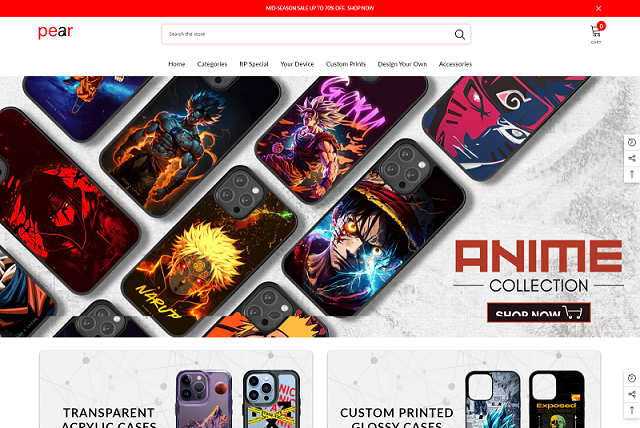 MID-SEASON SALE UP TO 70% OFF. SHOP NOW
pear
Search the store
0
CART
Home Categories RP Special Your Device Custom Prints Design Your Own Accessories
GOKU
NARUTO
ANIME
COLLECTION
SHOP NOW
TRANSPARENT
ACRYLIC CASES
CUSTOM PRINTED
GLOSSY CASES
Exposed